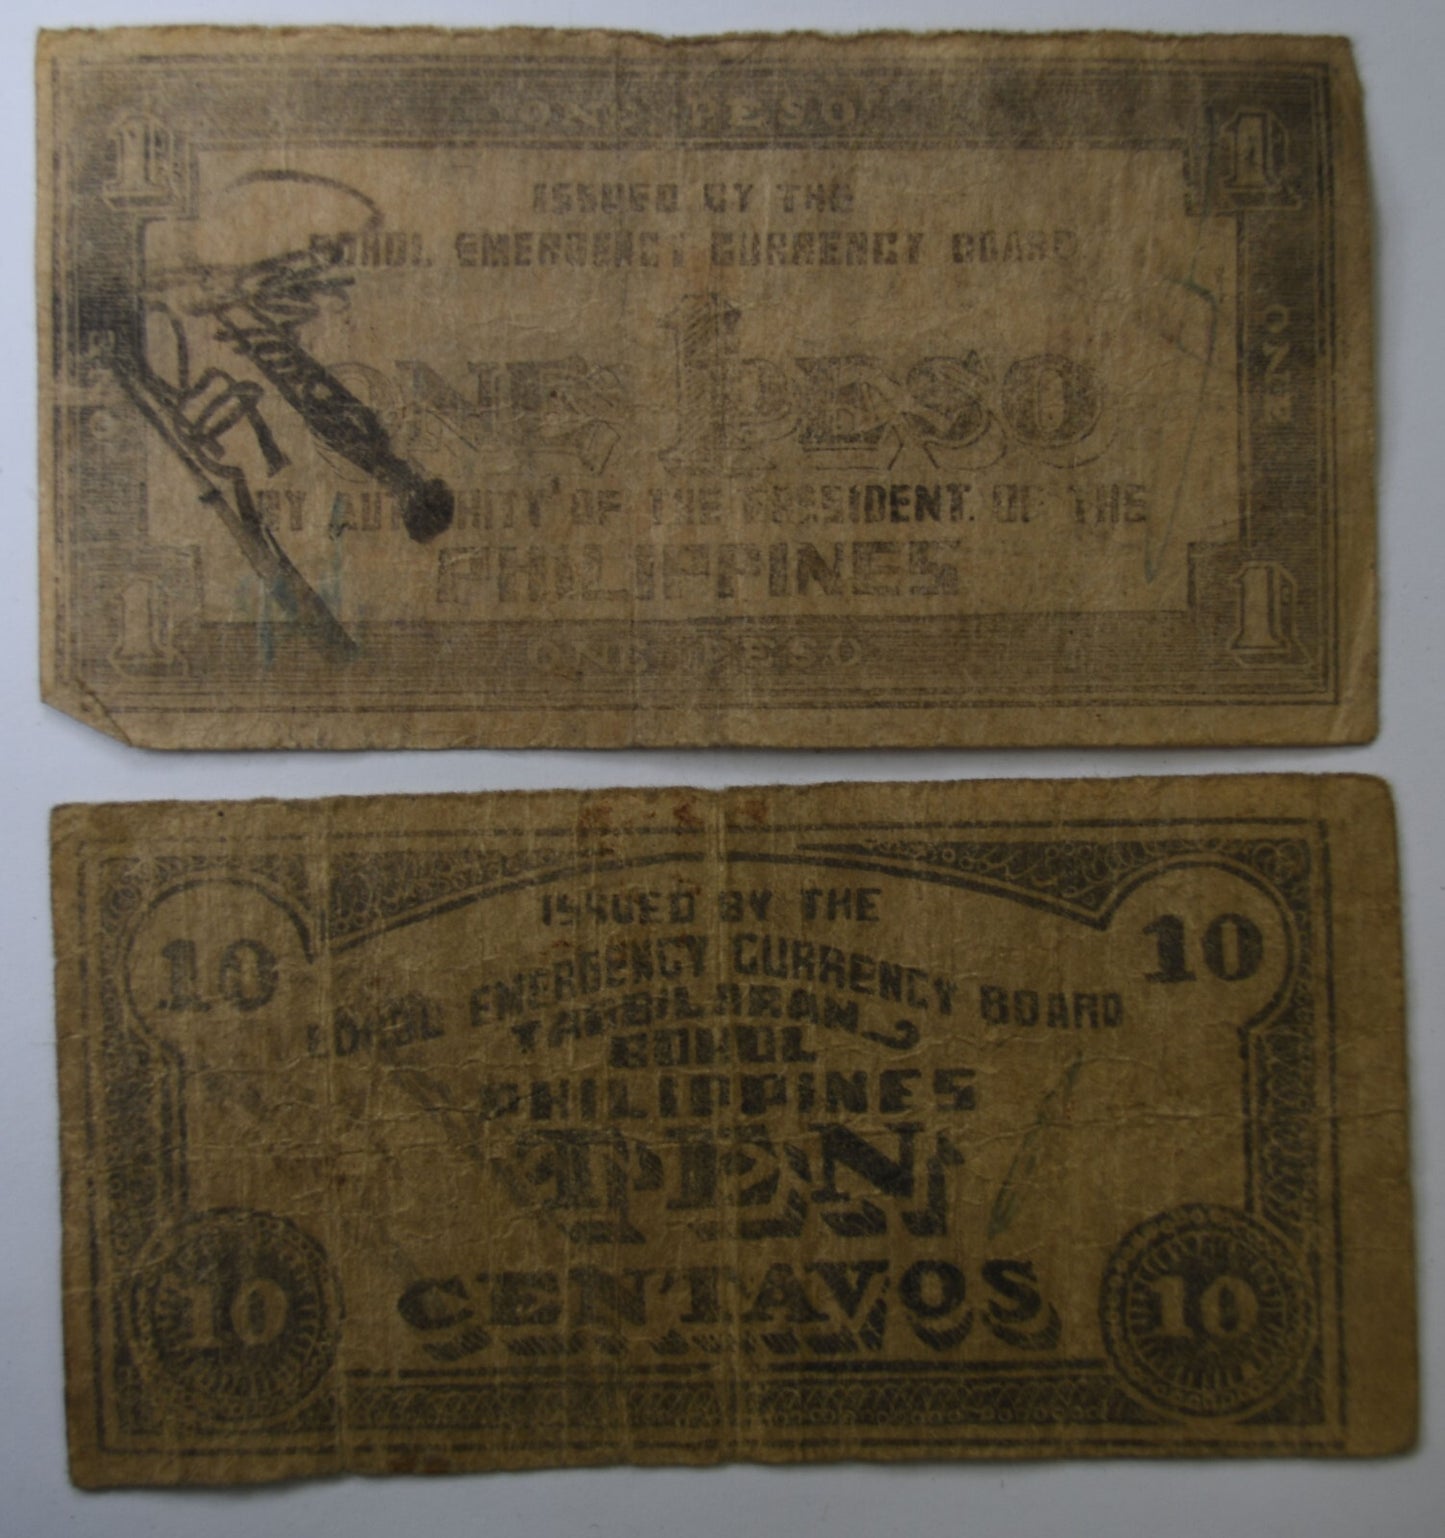 ONE PESO
1 1
ISSUED BY THE
BOHOL EMERGENCY CURRENCY BOARD
ONE 1 PESO
ONE
BY AUTHORITY OF THE PRESIDENT OF THE
PHILIPPINES
1 1
ONE PESO
ISSUED BY THE
10 10
BOHOL EMERGENCY CURRENCY BOARD
TAGBILARAN
BOHOL
PHILIPPINES
TEN
CENTAVOS
10 10